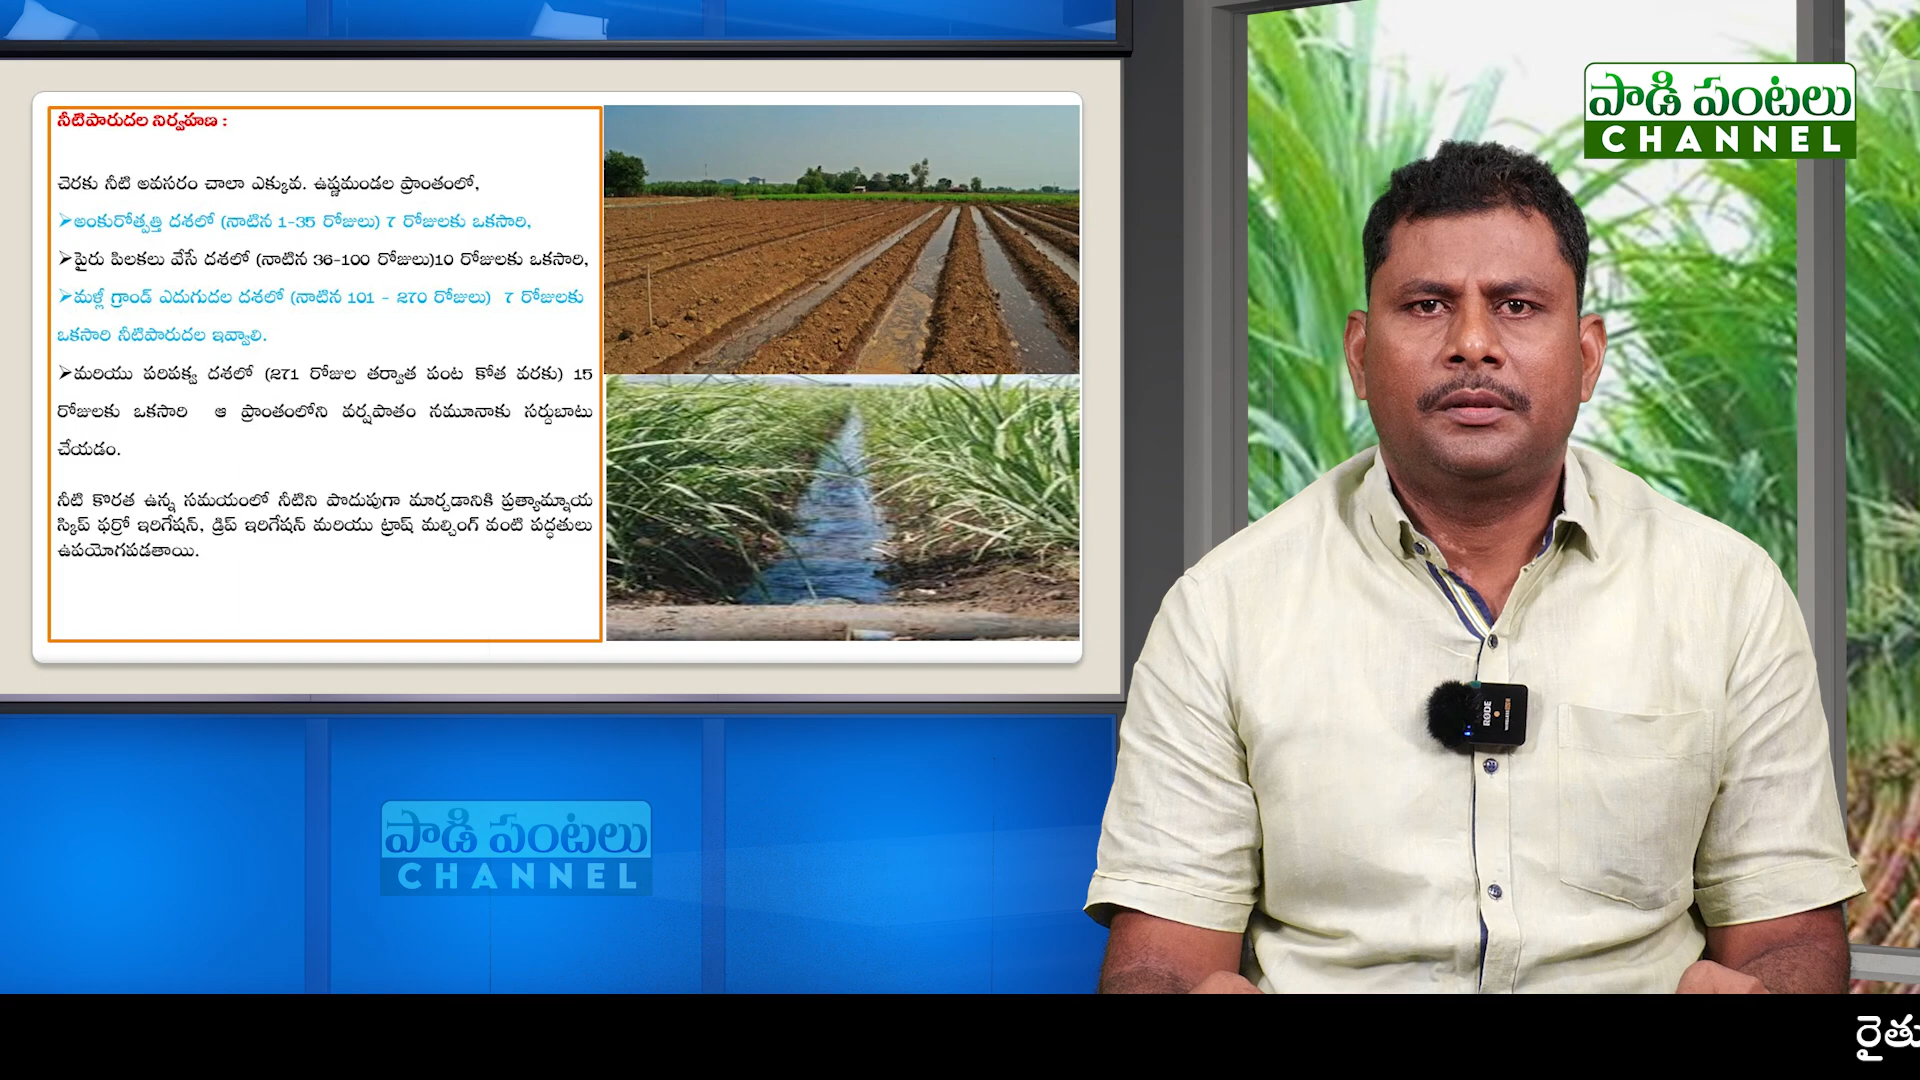 నీటిపారుదల నిర్వహణ :
చెరకు నీటి అవసరం చాలా ఎక్కువ. ఉష్ణమండల ప్రాంతంలో,
➢అంకురోత్పత్తి దశలో (నాటిన 1-35 రోజులు) 7 రోజులకు ఒకసారి,
➢పైరు పిలకలు వేసే దశలో (నాటిన 36-100 రోజులు)10 రోజులకు ఒకసారి,
➢మళ్లీ గ్రాండ్ ఎదుగుదల దశలో (నాటిన 101 - 270 రోజులు) 7 రోజులకు
ఒకసారి నీటిపారుదల ఇవ్వాలి.
➢మరియు పరిపక్వ దశలో (271 రోజుల తర్వాత పంట కోత వరకు) 15
రోజులకు ఒకసారి ఆ ప్రాంతంలోని వర్షపాతం నమూనాకు సర్దుబాటు
చేయడం.
నీటి కొరత ఉన్న సమయంలో నీటిని పొదుపుగా మార్చడానికి ప్రత్యామ్నాయ
స్కిప్ ఫర్రో ఇరిగేషన్, డ్రిప్ ఇరిగేషన్ మరియు ట్రాష్ మల్చింగ్ వంటి పద్ధతులు
ఉపయోగపడతాయి.
పాడి పంటలు
CHANNEL
పాడి పంటలు
CHANNEL
RODE